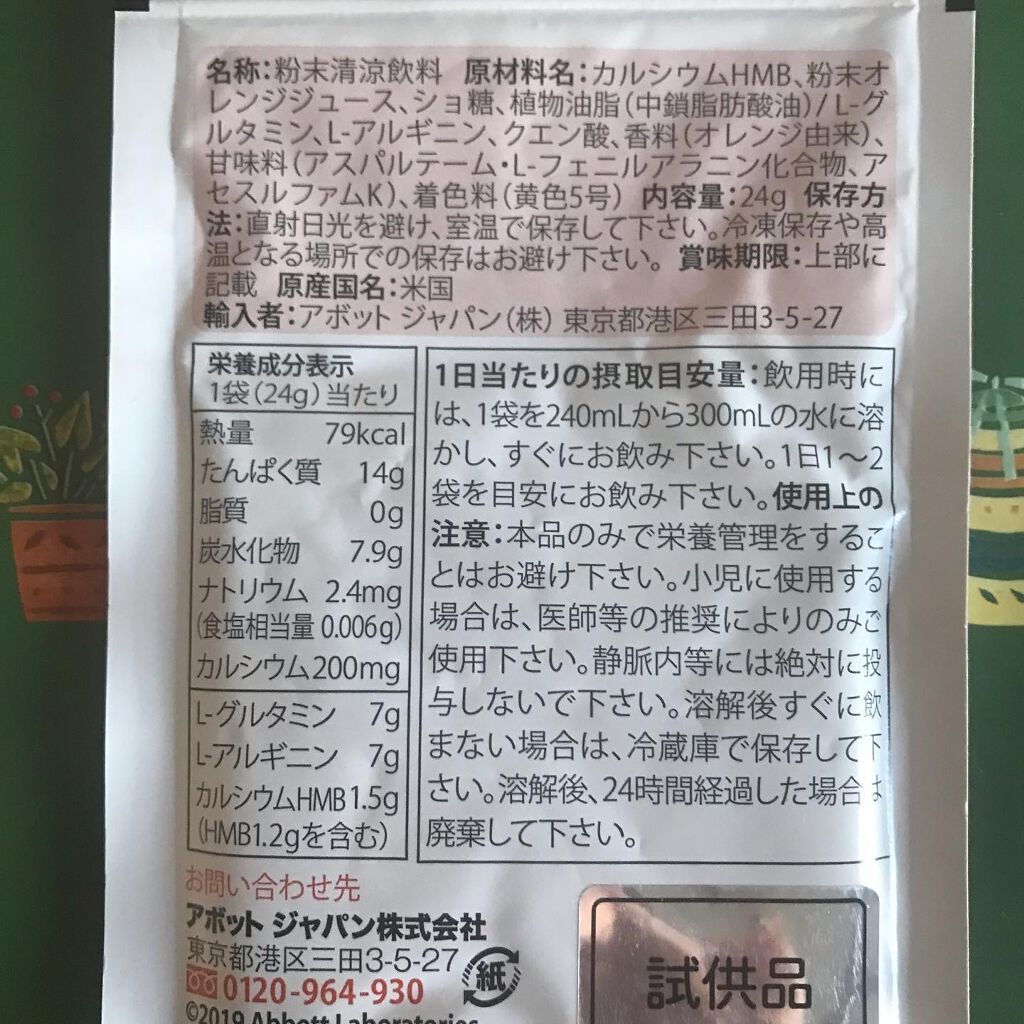 名称:粉末清涼飲料 原材料名:カルシウムHMB、粉末オ
レンジジュース、ショ糖、植物油脂(中鎖脂肪酸油)/L-グ
ルタミン、L-アルギニン、クエン酸、香料(オレンジ由来)、
甘味料(アスパルテーム・L-フェニルアラニン化合物、ア
セスルファムK)、着色料(黄色5号) 内容量:24g 保存方
法:直射日光を避け、室温で保存して下さい。冷凍保存や高
温となる場所での保存はお避け下さい。 賞味期限:上部に
記載 原産国名:米国
輸入者:アボット ジャパン(株) 東京都港区三田3-5-27
栄養成分表示
1袋(24g)当たり
熱量 79kcal
たんぱく質 14g
脂質 0g
炭水化物 7.9g
ナトリウム 2.4mg
(食塩相当量 0.006g)
カルシウム200mg
L-グルタミン 7g
L-アルギニン 7g
カルシウムHMB1.5g
(HMB1.2gを含む)
1日当たりの摂取目安量:飲用時に
は、1袋を240mLから300mLの水に溶
かし、すぐにお飲み下さい。1日1~2
袋を目安にお飲み下さい。使用上の
注意:本品のみで栄養管理をするこ
とはお避け下さい。小児に使用する
場合は、医師等の推奨によりのみご
使用下さい。静脈内等には絶対に投
与しないで下さい。溶解後すぐに飲
まない場合は、冷蔵庫で保存して下
さい。溶解後、24時間経過した場合は
廃棄して下さい。
お問い合わせ先
アボット ジャパン株式会社
東京都港区三田3-5-27
0120-964-930
©2019 Abbott Laboratories
紙
試供品